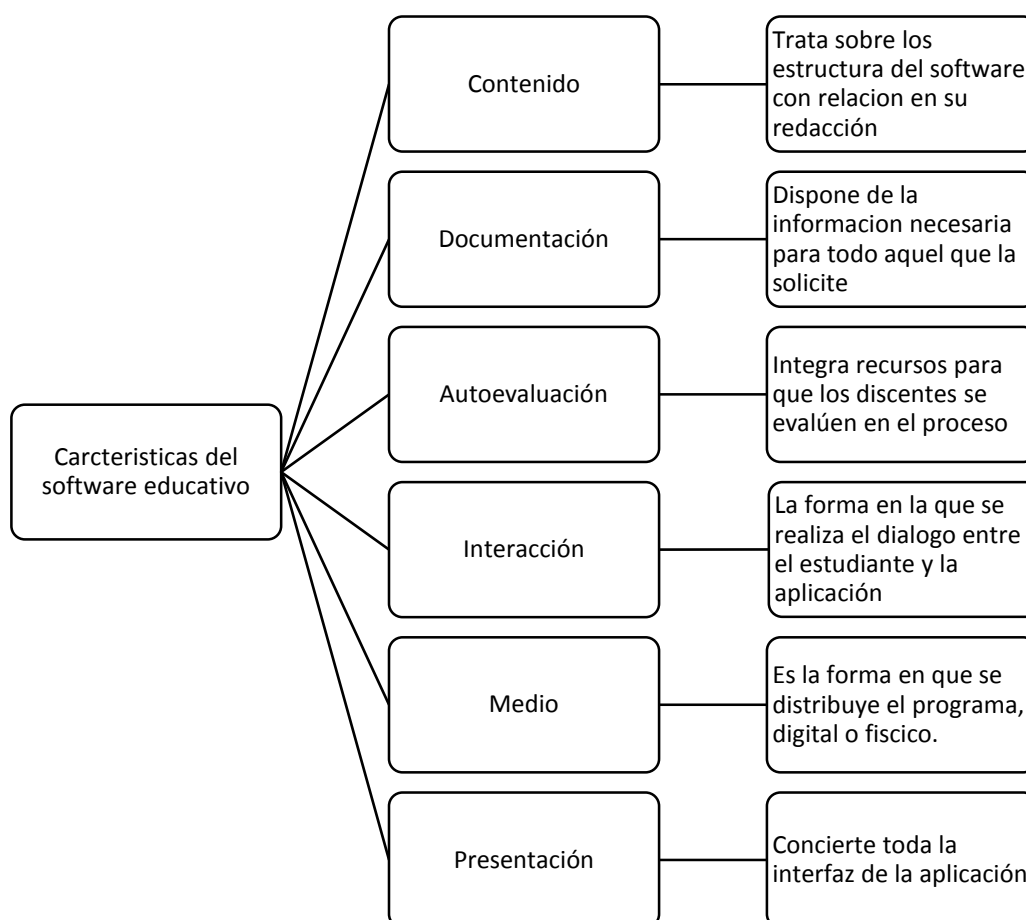 Contenido
Trata sobre los
estructura del software
con relacion en su
redacción
Documentación
Dispone de la
informacion necesaria
para todo aquel que la
solicite
Autoevaluación
Integra recursos para
que los discentes se
evalúen en el proceso
Carcteristicas del
software educativo
Interacción
La forma en la que se
realiza el dialogo entre
el estudiante y la
aplicación
Medio
Es la forma en que se
distribuye el programa,
digital o fiscico.
Presentación
Concierte toda la
interfaz de la aplicación